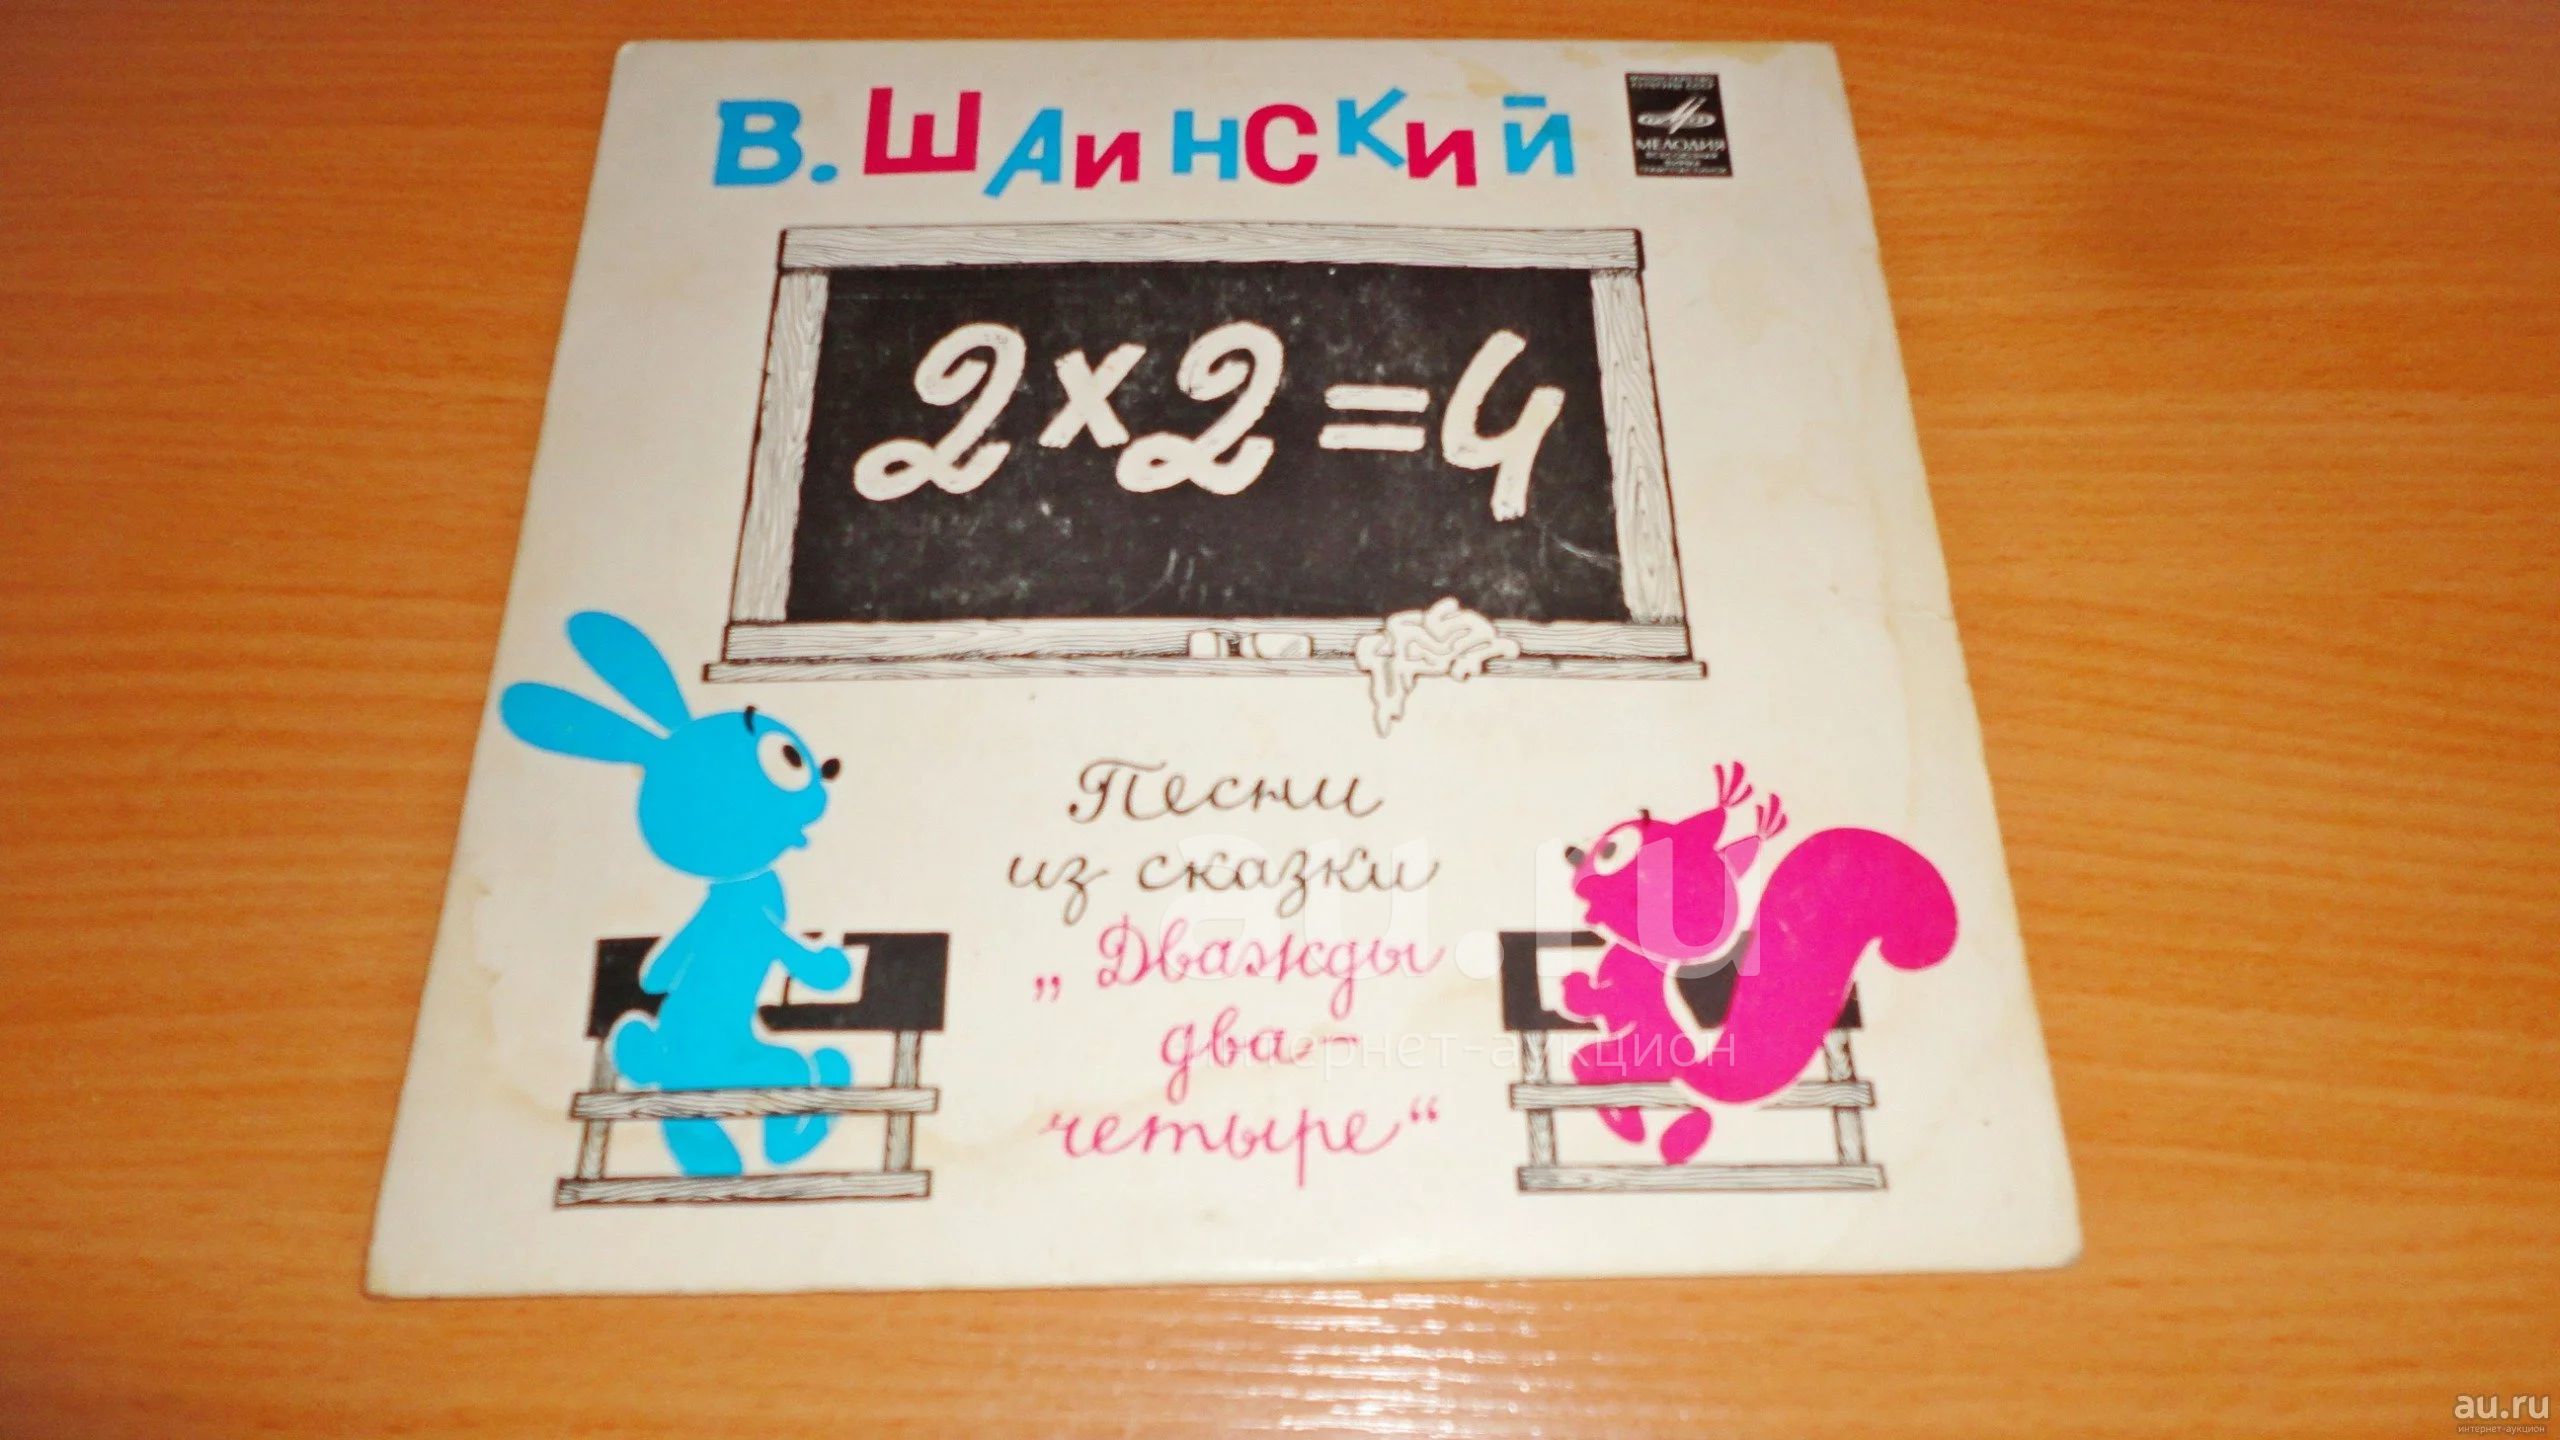 В. ШАиНСКиЙ
МЕЛОДИЯ
2×2=4
Песни
из сказки
„Дважды
два–
четыре“
au.ru
интернет-аукцион
au.ru
интернет-аукцион